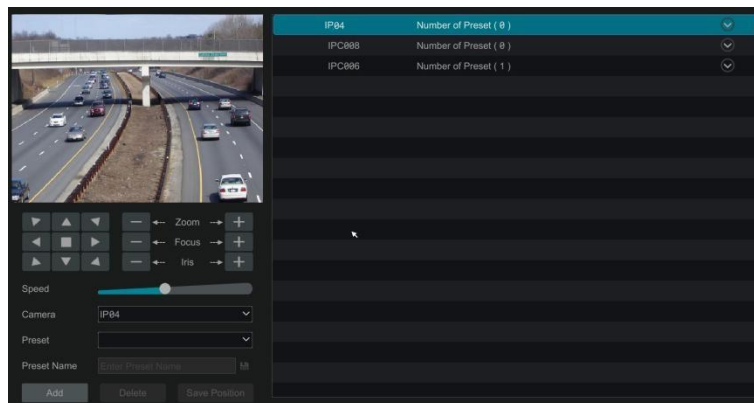 IP04 Number of Preset ( 0 )
IPC008 Number of Preset ( 0 )
IPC006 Number of Preset ( 1 )
Zoom
Focus
Iris
Speed
Camera IP04
Preset
Preset Name Enter Preset Name
Add Delete Save Position